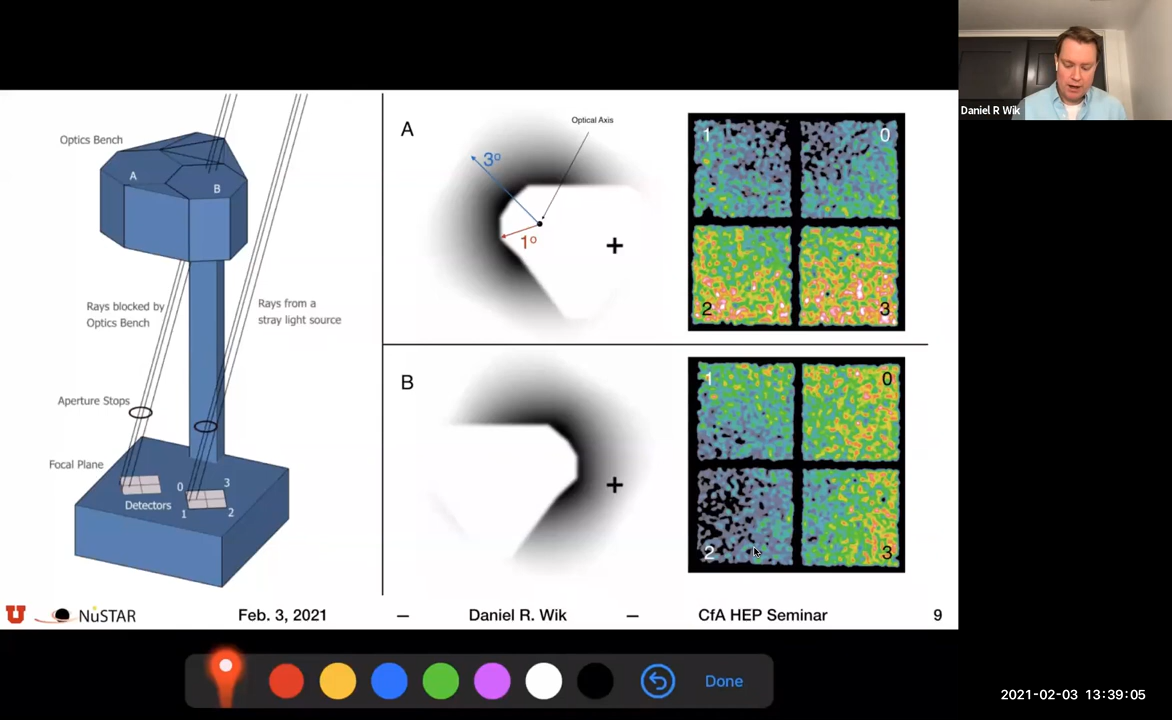 Optics Bench
A
B
Rays blocked by
Optics Bench
Rays from a
stray light source
Aperture Stops
Focal Plane
Detectors
0
3
1
2
A
Optical Axis
3º
1º
1
0
2
3
B
1
0
2
3
U
NuSTAR
Feb. 3, 2021
—
Daniel R. Wik
—
CfA HEP Seminar
9
Daniel R Wik
Done
2021-02-03 13:39:05